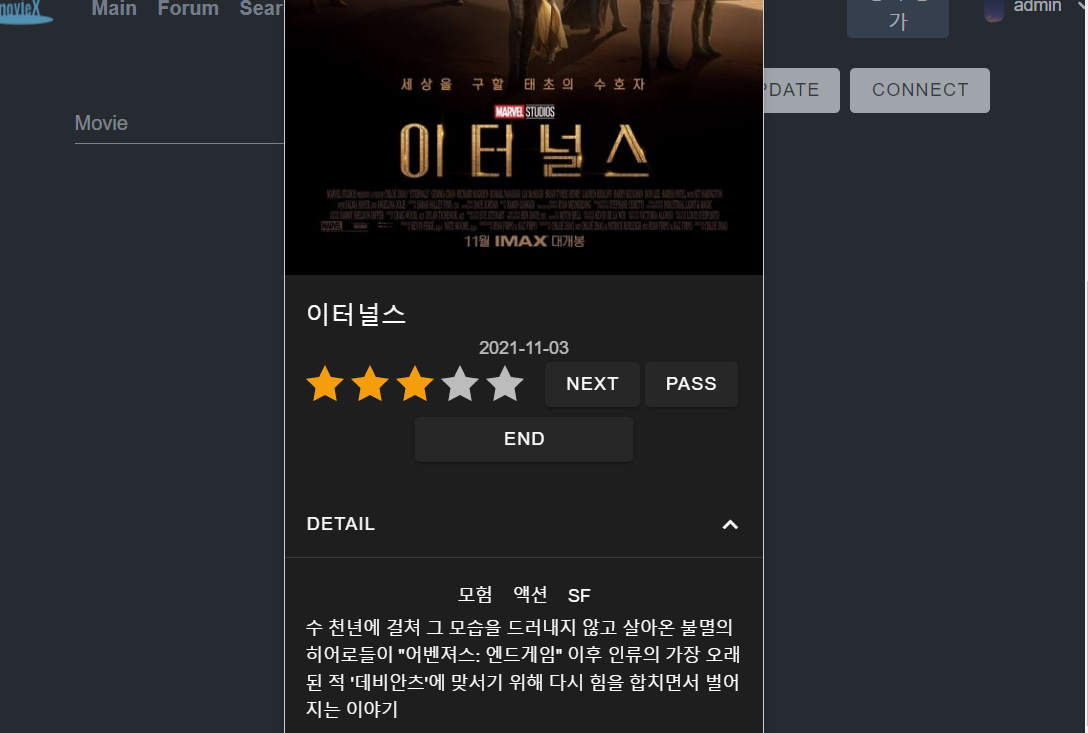 movieX Main Forum Sear
가 admin
PDATE CONNECT
Movie
세상을 구할 태초의 수호자
MARVEL STUDIOS
이터널스
11월 IMAX 대개봉
이터널스
2021-11-03
NEXT PASS
END
DETAIL
모험 액션 SF
수 천년에 걸쳐 그 모습을 드러내지 않고 살아온 불멸의
히어로들이 "어벤져스: 엔드게임" 이후 인류의 가장 오래
된 적 '데비안츠'에 맞서기 위해 다시 힘을 합치면서 벌어
지는 이야기